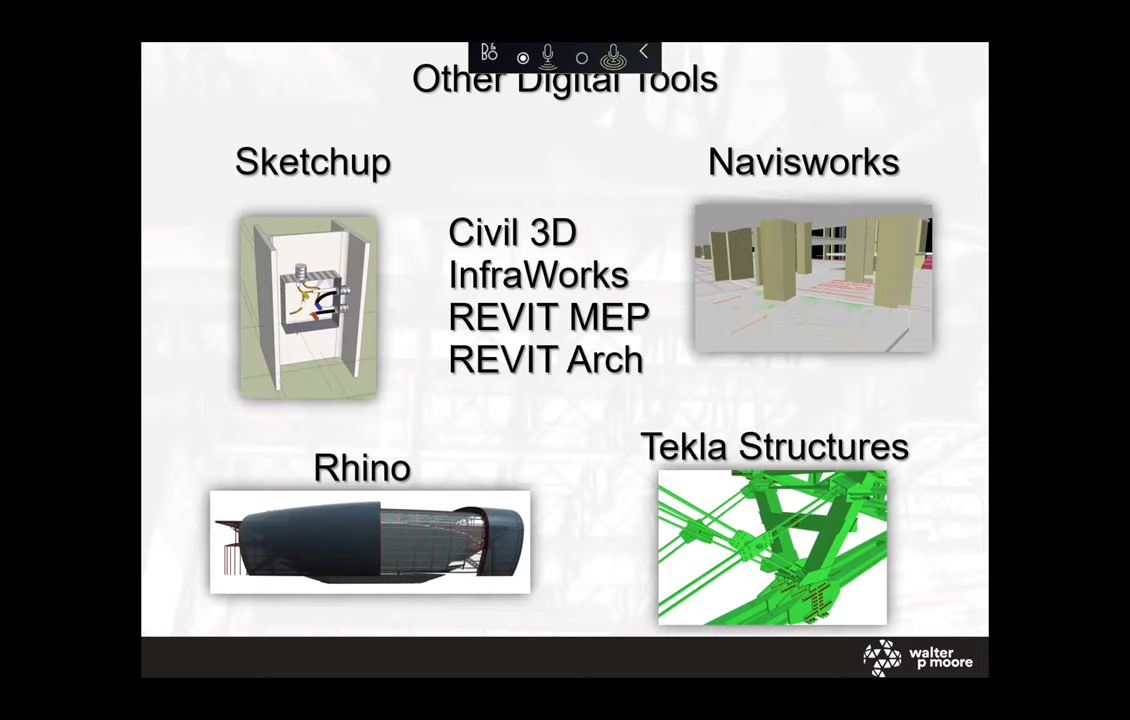 B&O
Other Digital Tools
Sketchup
Navisworks
Civil 3D
InfraWorks
REVIT MEP
REVIT Arch
Rhino
Tekla Structures
walter
p moore